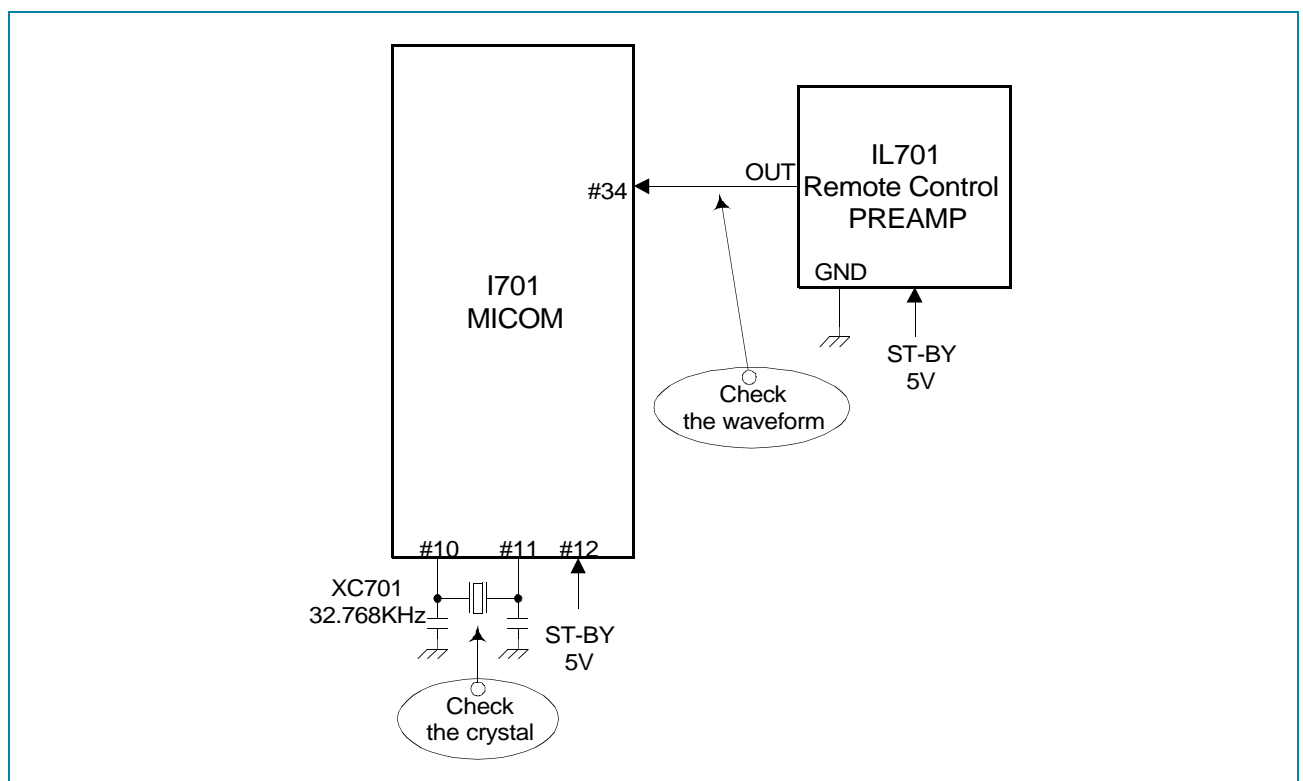 IL701
Remote Control
PREAMP
OUT
#34
GND
I701
MICOM
ST-BY
5V
Check
the waveform
#10
#11
#12
XC701
32.768KHz
ST-BY
5V
Check
the crystal